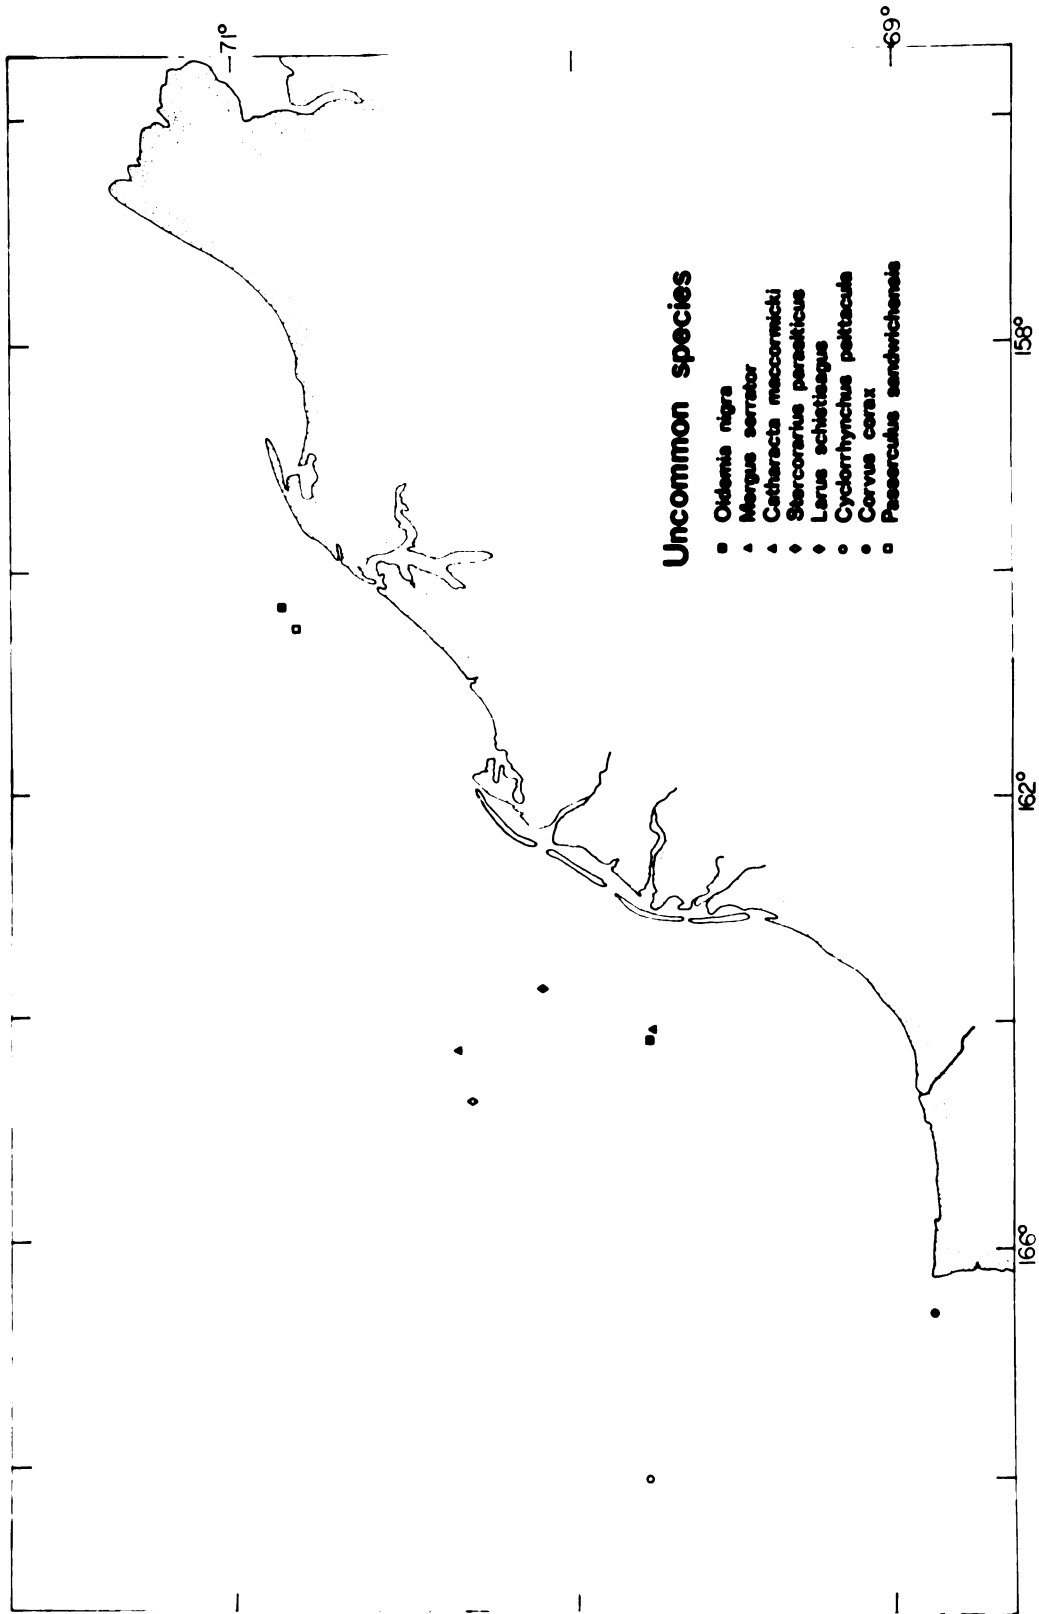 Uncommon species
Oidemia nigra
Mergus serrator
Catharacta maccormicki
Stercorarius parasiticus
Larus schistisagus
Cyclorrhynchus psittacula
Corvus corax
Passerculus sandwichensis
71°
69°
158°
162°
166°